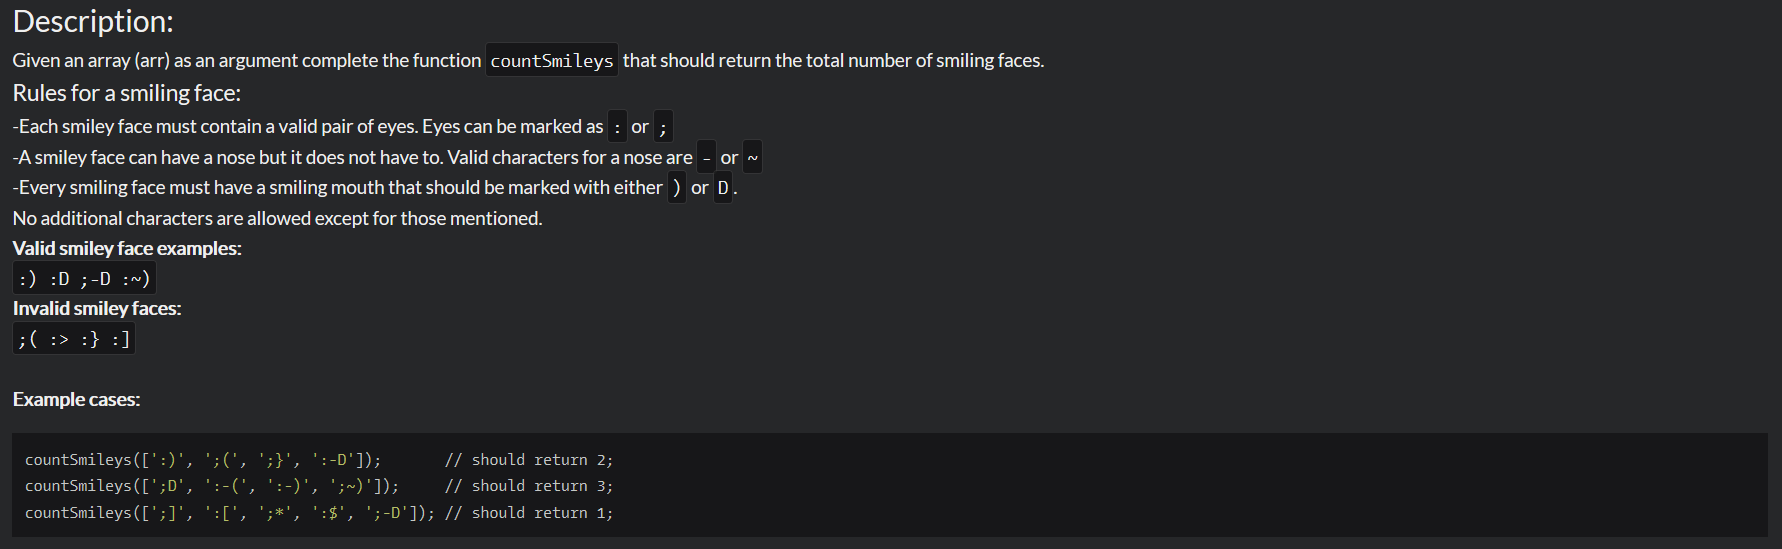 Description:
Given an array (arr) as an argument complete the function countSmileys that should return the total number of smiling faces.
Rules for a smiling face:
-Each smiley face must contain a valid pair of eyes. Eyes can be marked as : or ;
-A smiley face can have a nose but it does not have to. Valid characters for a nose are - or ~
-Every smiling face must have a smiling mouth that should be marked with either ) or D.
No additional characters are allowed except for those mentioned.
Valid smiley face examples:
:) :D ;-D :~)
Invalid smiley faces:
;( :> :} :]
Example cases:
countSmileys([':)', ';(', ';}', ':-D']);       // should return 2;
countSmileys([';D', ':-(', ':-)', ';~)']);     // should return 3;
countSmileys([';]', ':[', ';*', ':$', ';-D']); // should return 1;